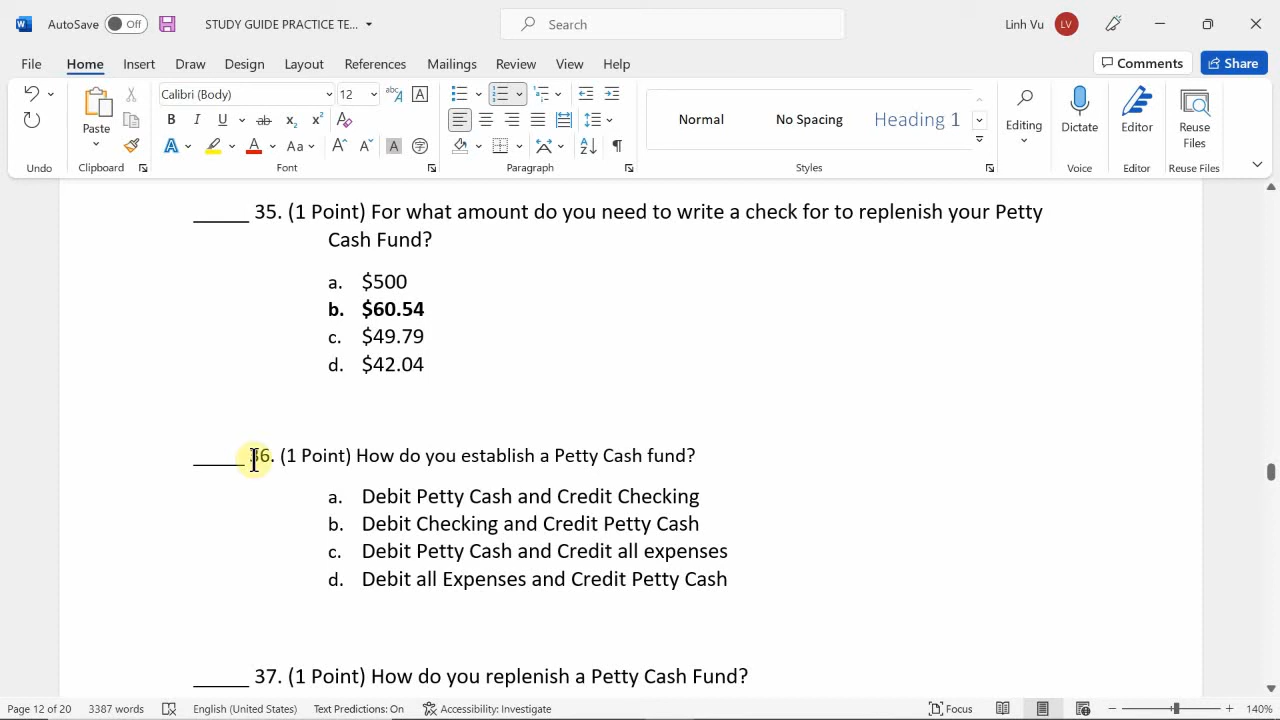 AutoSave Off STUDY GUIDE PRACTICE TE... Search Linh Vu LV
File Home Insert Draw Design Layout References Mailings Review View Help Comments Share
Calibri (Body) 12
Normal No Spacing Heading 1
Paste Editing Dictate Editor Reuse Files
Undo Clipboard Font Paragraph Styles Voice Editor Reuse Files
_____ 35. (1 Point) For what amount do you need to write a check for to replenish your Petty
Cash Fund?
a. $500
b. $60.54
c. $49.79
d. $42.04
_____ 36. (1 Point) How do you establish a Petty Cash fund?
a. Debit Petty Cash and Credit Checking
b. Debit Checking and Credit Petty Cash
c. Debit Petty Cash and Credit all expenses
d. Debit all Expenses and Credit Petty Cash
_____ 37. (1 Point) How do you replenish a Petty Cash Fund?
Page 12 of 20 3387 words English (United States) Text Predictions: On Accessibility: Investigate Focus 140%